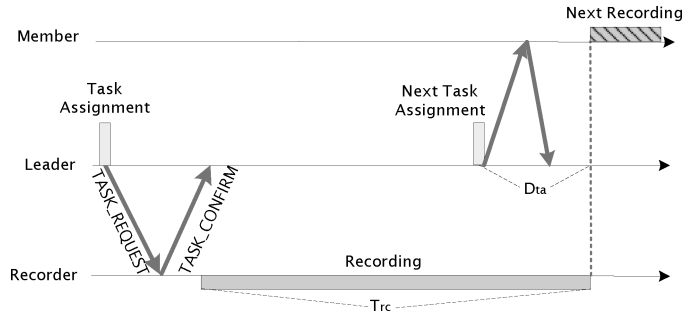 Next Recording
Member
Task
Assignment
Next Task
Assignment
Leader
TASK_REQUEST
TASK_CONFIRM
Dta
Recorder
Recording
Trc